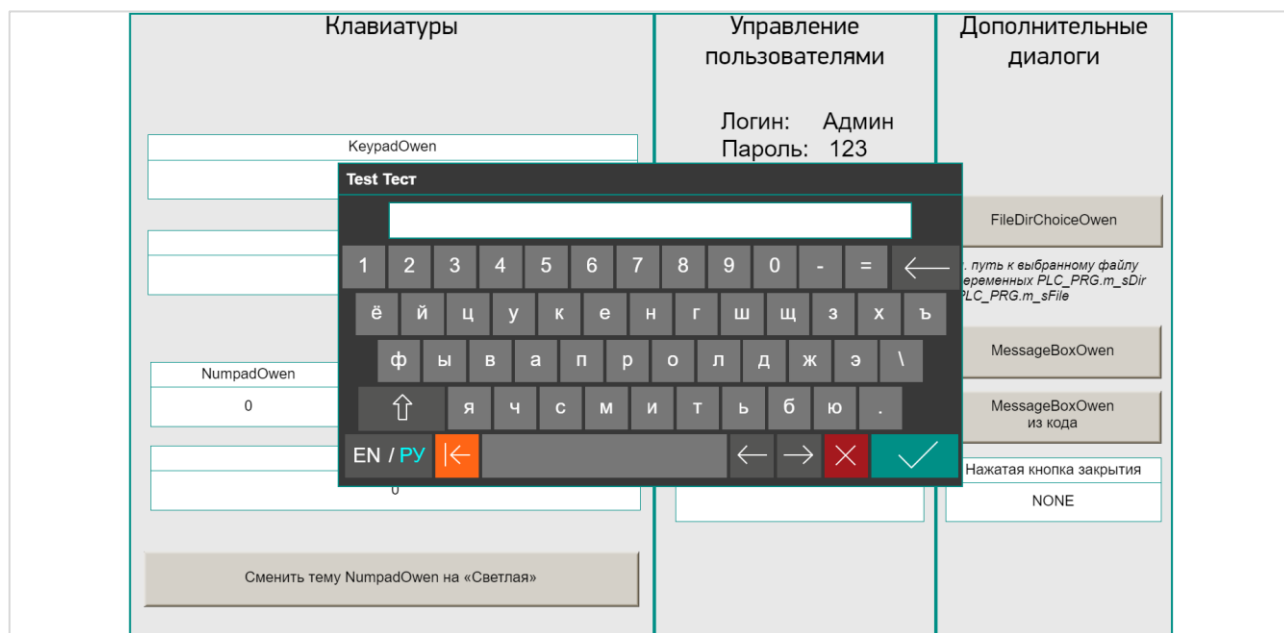 Клавиатуры
Управление
пользователями
Дополнительные
диалоги
Логин: Админ
Пароль: 123
KeypadOwen
Test Тест
1 2 3 4 5 6 7 8 9 0 - =
ё й ц у к е н г ш щ з х ъ
ф ы в а п р о л д ж э \
я ч с м и т ь б ю .
EN / РУ
NumpadOwen
0
0
Сменить тему NumpadOwen на «Светлая»
FileDirChoiceOwen
. путь к выбранному файлу
еременных PLC_PRG.m_sDir
PLC_PRG.m_sFile
MessageBoxOwen
MessageBoxOwen
из кода
Нажатая кнопка закрытия
NONE